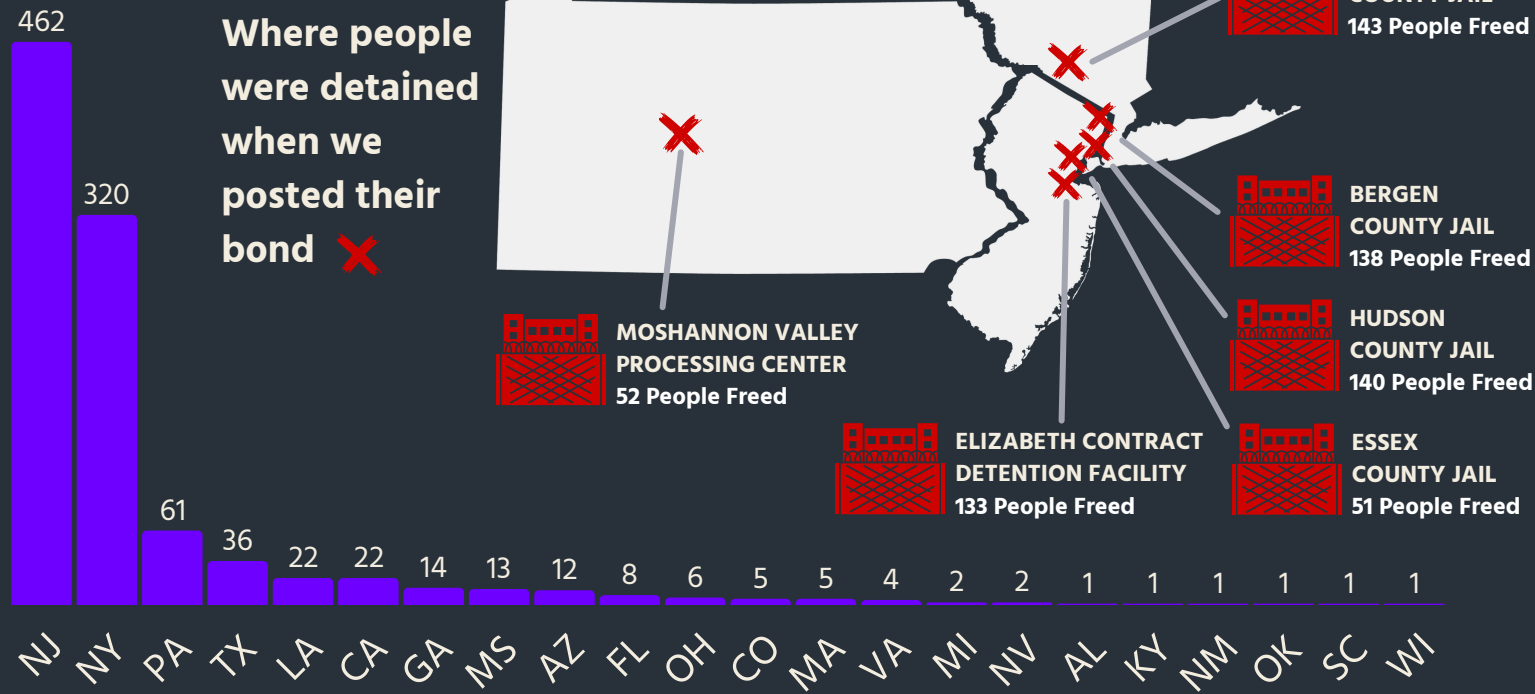 Where people
were detained
when we
posted their
bond
COUNTY JAIL
143 People Freed
BERGEN
COUNTY JAIL
138 People Freed
HUDSON
COUNTY JAIL
140 People Freed
ESSEX
COUNTY JAIL
51 People Freed
ELIZABETH CONTRACT
DETENTION FACILITY
133 People Freed
MOSHANNON VALLEY
PROCESSING CENTER
52 People Freed
462
320
61
36
22
22
14
13
12
8
6
5
5
4
2
2
1
1
1
1
1
1
NJ
NY
PA
TX
LA
CA
GA
MS
AZ
FL
OH
CO
MA
VA
MI
NV
AL
KY
NM
OK
SC
WI